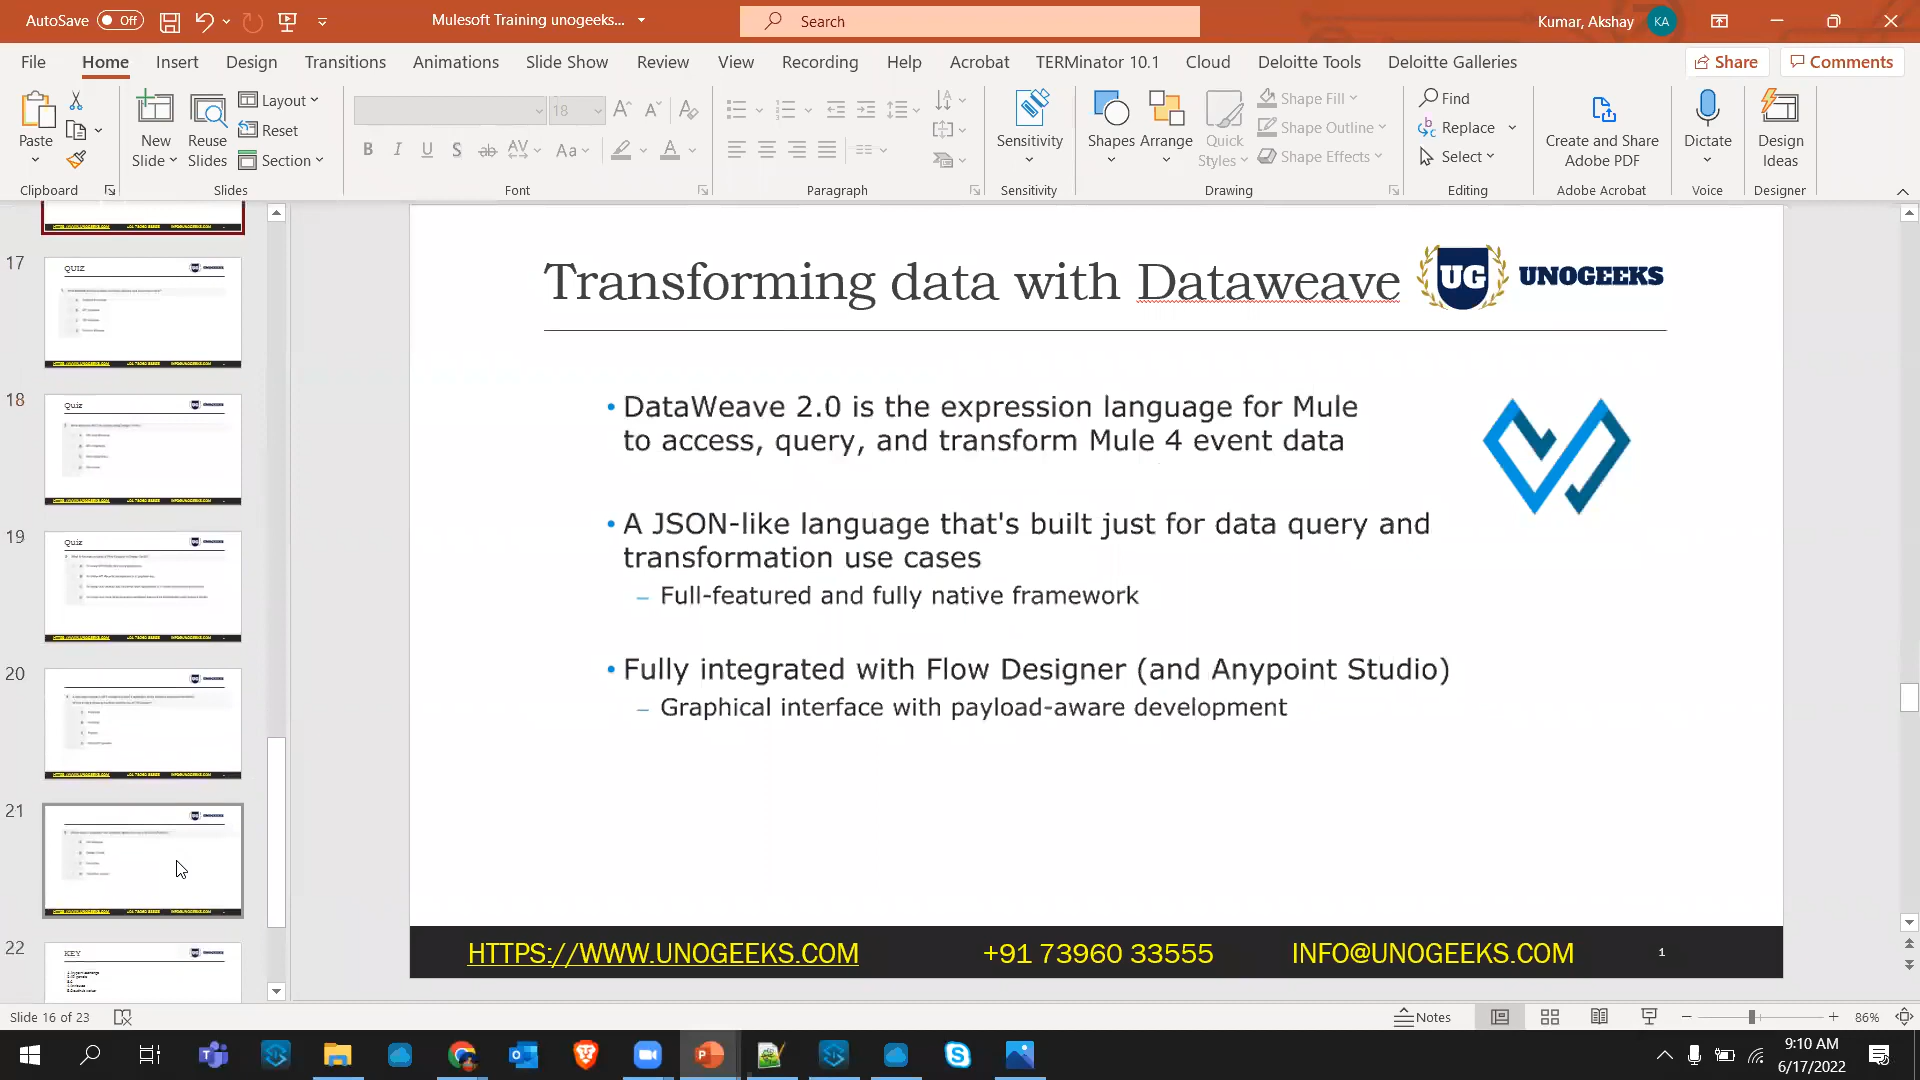 AutoSave Off
Mulesoft Training unogeeks...
Search
Kumar, Akshay KA
File Home Insert Design Transitions Animations Slide Show Review View Recording Help Acrobat TERMinator 10.1 Cloud Deloitte Tools Deloitte Galleries
Share Comments
Paste
Clipboard
New Slide
Reuse Slides
Layout
Reset
Section
Slides
18
Font
Paragraph
Sensitivity
Sensitivity
Shapes Arrange
Quick Styles
Shape Fill
Shape Outline
Shape Effects
Drawing
Find
Replace
Select
Editing
Create and Share Adobe PDF
Adobe Acrobat
Dictate
Voice
Design Ideas
Designer
17
QUIZ
18
Quiz
19
Quiz
20
21
22
KEY
Transforming data with Dataweave
UG UNOGEEKS
• DataWeave 2.0 is the expression language for Mule
to access, query, and transform Mule 4 event data
• A JSON-like language that's built just for data query and
transformation use cases
– Full-featured and fully native framework
• Fully integrated with Flow Designer (and Anypoint Studio)
– Graphical interface with payload-aware development
HTTPS://WWW.UNOGEEKS.COM +91 73960 33555 INFO@UNOGEEKS.COM 1
Slide 16 of 23
Notes
86%
9:10 AM
6/17/2022